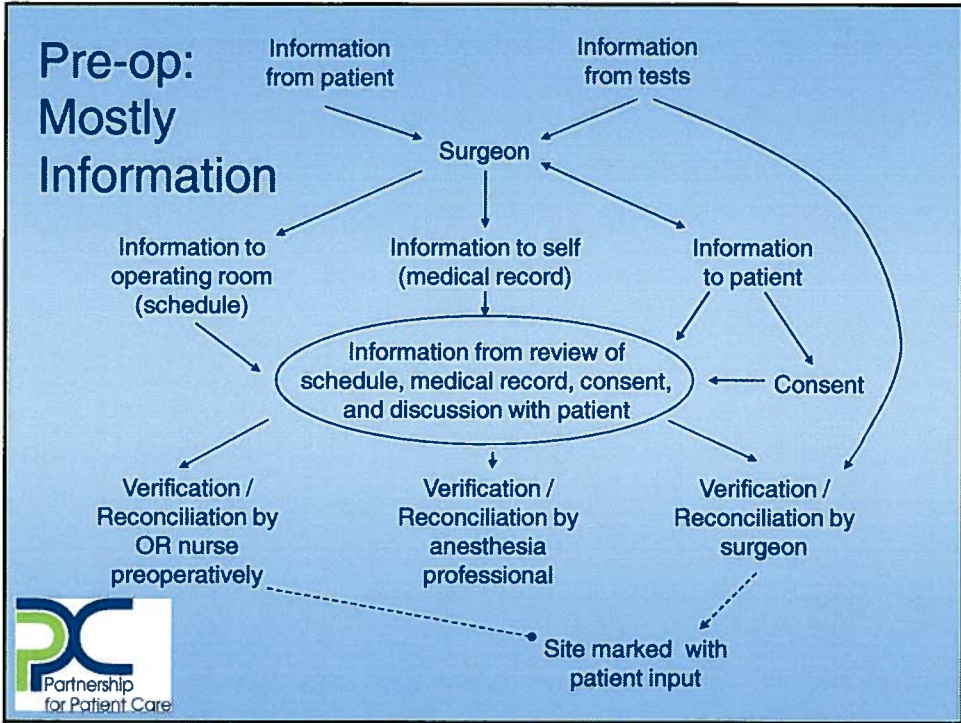 Pre-op:
Mostly
Information
Information
from patient
Information
from tests
Surgeon
Information to
operating room
(schedule)
Information to self
(medical record)
Information
to patient
Information from review of
schedule, medical record, consent,
and discussion with patient
Consent
Verification /
Reconciliation by
OR nurse
preoperatively
Verification /
Reconciliation by
anesthesia
professional
Verification /
Reconciliation by
surgeon
Site marked with
patient input
PC
Partnership
for Patient Care